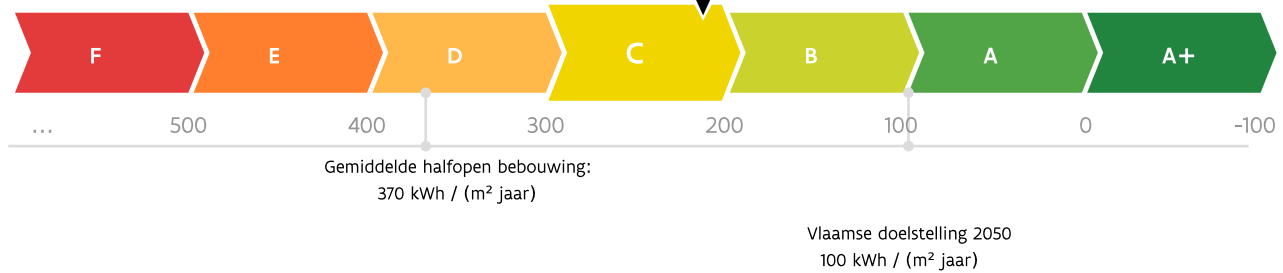 F E D C B A A+
... 500 400 300 200 100 0 -100
Gemiddelde halfopen bebouwing:
370 kWh / (m² jaar)
Vlaamse doelstelling 2050
100 kWh / (m² jaar)